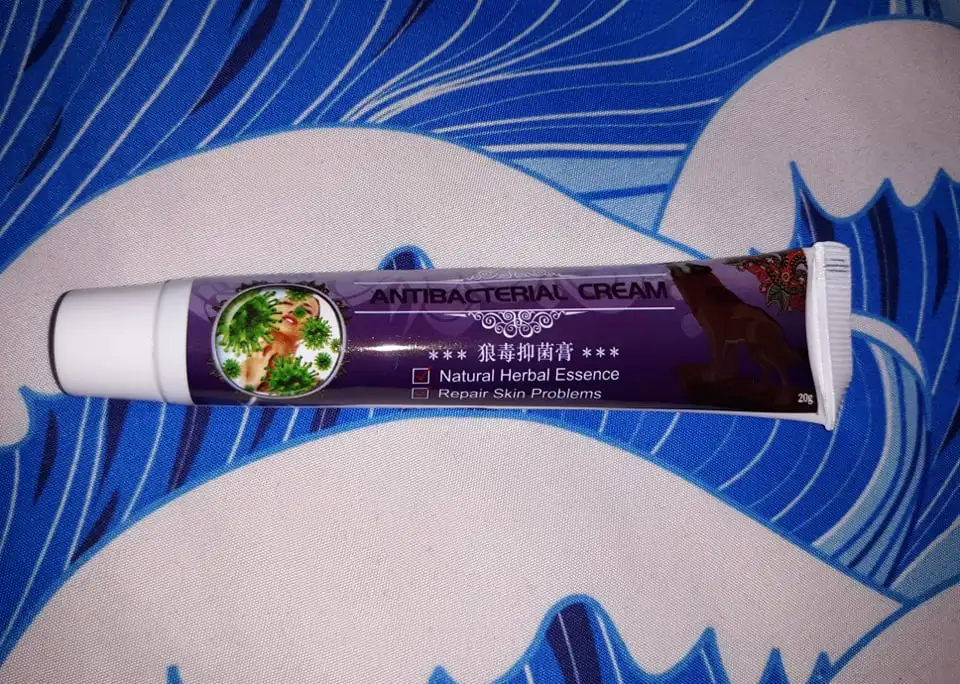 ANTIBACTERIAL CREAM
*** 狼毒抑菌膏 ***
Natural Herbal Essence
Repair Skin Problems
20g